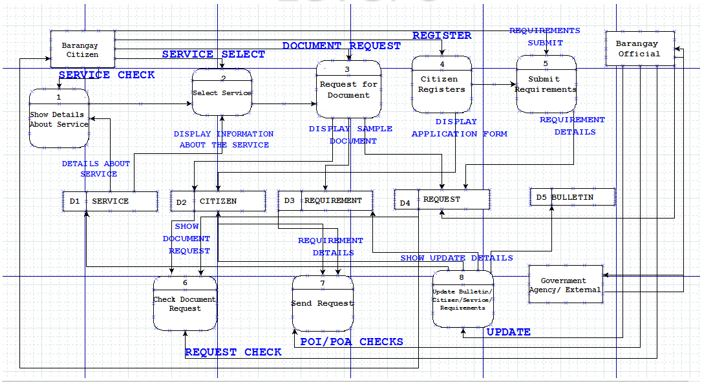 REGISTER
REQUIREMENTS
SUBMIT
DOCUMENT REQUEST
SERVICE SELECT
SERVICE CHECK
Barangay
Citizen
Barangay
Official
1
Show Details
About Service
2
Select Service
3
Request for
Document
4
Citizen
Registers
5
Submit
Requirements
DISPLAY INFORMATION
ABOUT THE SERVICE
DISPLAY SAMPLE
DOCUMENT
DISPLAY
APPLICATION FORM
REQUIREMENT
DETAILS
DETAILS ABOUT
SERVICE
D1 SERVICE
D2 CITIZEN
D3 REQUIREMENT
D4 REQUEST
D5 BULLETIN
SHOW
DOCUMENT
REQUEST
REQUIREMENT
DETAILS
SHOW UPDATE DETAILS
6
Check Document
Request
7
Send Request
8
Update Bulletin/
Citizen/Service/
Requirements
Government
Agency/ External
UPDATE
POI/POA CHECKS
REQUEST CHECK